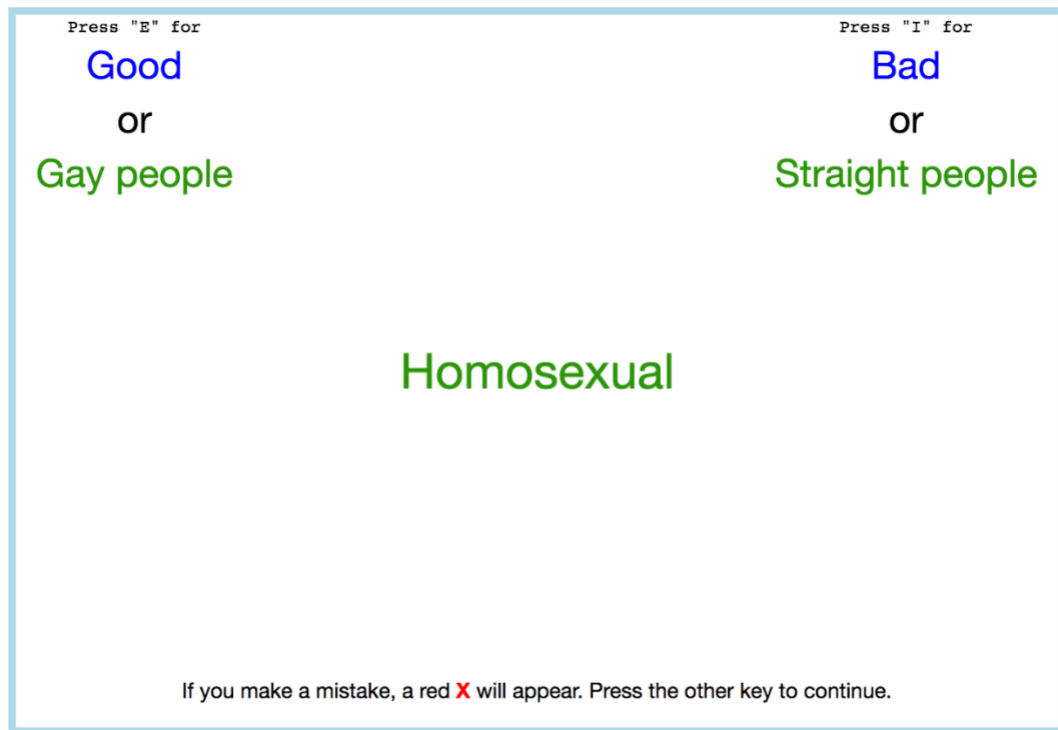 Press "E" for
Good
or
Gay people
Press "I" for
Bad
or
Straight people
Homosexual
If you make a mistake, a red X will appear. Press the other key to continue.